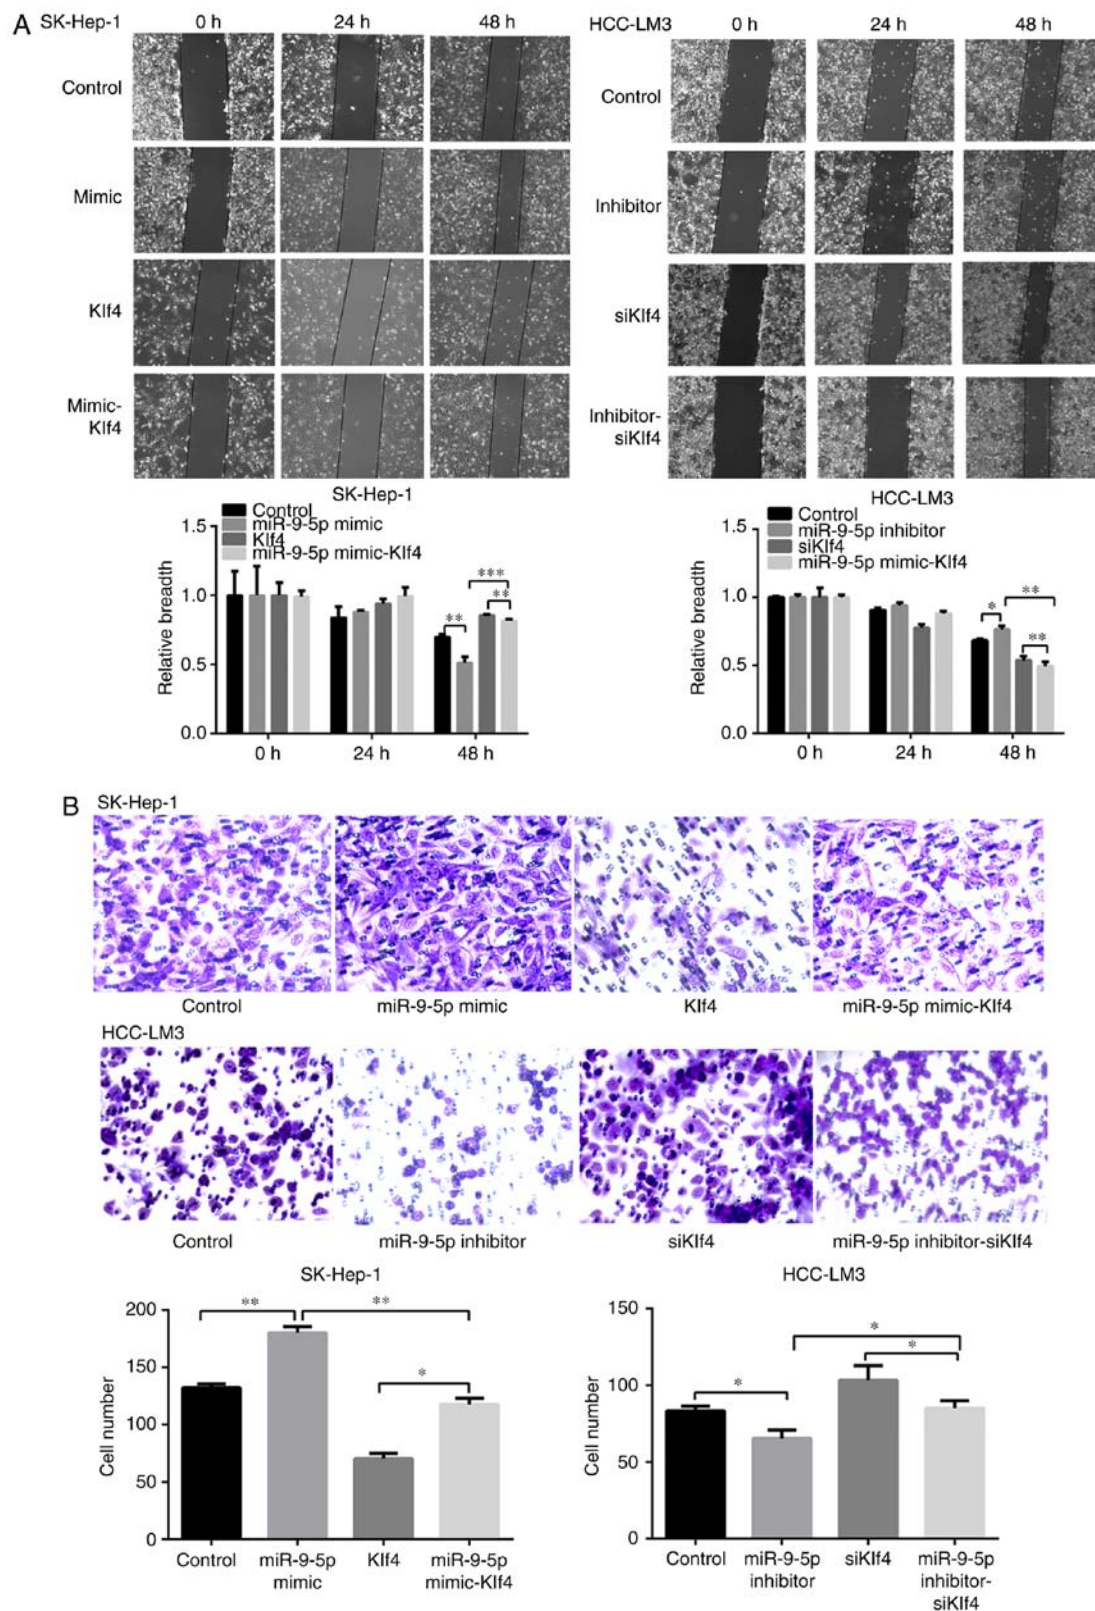 A SK-Hep-1 0 h 24 h 48 h
Control
Mimic
Klf4
Mimic-
Klf4
HCC-LM3 0 h 24 h 48 h
Control
Inhibitor
siKlf4
Inhibitor-
siKlf4
SK-Hep-1
Control
miR-9-5p mimic
Klf4
miR-9-5p mimic-Klf4
Relative breadth
1.5
1.0
0.5
0.0
** *** **
0 h 24 h 48 h
HCC-LM3
Control
miR-9-5p inhibitor
siKlf4
miR-9-5p mimic-Klf4
Relative breadth
1.5
1.0
0.5
0.0
* ** **
0 h 24 h 48 h
B SK-Hep-1
Control miR-9-5p mimic Klf4 miR-9-5p mimic-Klf4
HCC-LM3
Control miR-9-5p inhibitor siKlf4 miR-9-5p inhibitor-siKlf4
SK-Hep-1
Cell number
200
150
100
50
0
** ** *
Control miR-9-5p Klf4 miR-9-5p
mimic mimic-Klf4
HCC-LM3
Cell number
150
100
50
0
* * *
Control miR-9-5p siKlf4 miR-9-5p
inhibitor inhibitor-
siKlf4